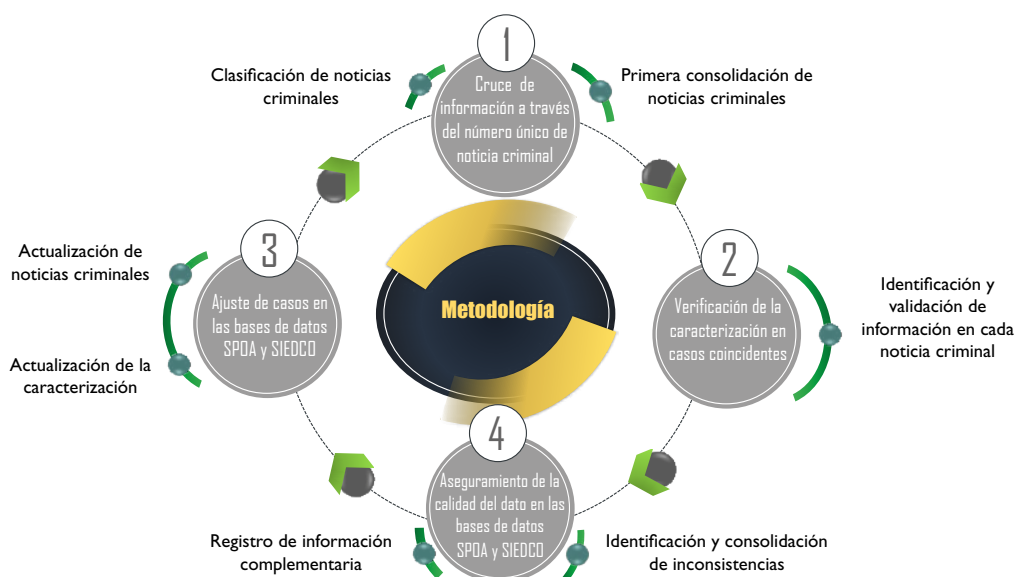 1
Cruce de
información a través
del número único de
noticia criminal
Clasificación de noticias
criminales
Primera consolidación de
noticias criminales
2
Verificación de la
caracterización en
casos coincidentes
Identificación y
validación de
información en cada
noticia criminal
3
Ajuste de casos en
las bases de datos
SPOA y SIEDCO
Actualización de
noticias criminales
Actualización de la
caracterización
Metodología
4
Aseguramiento de la
calidad del dato en las
bases de datos
SPOA y SIEDCO
Registro de información
complementaria
Identificación y consolidación
de inconsistencias